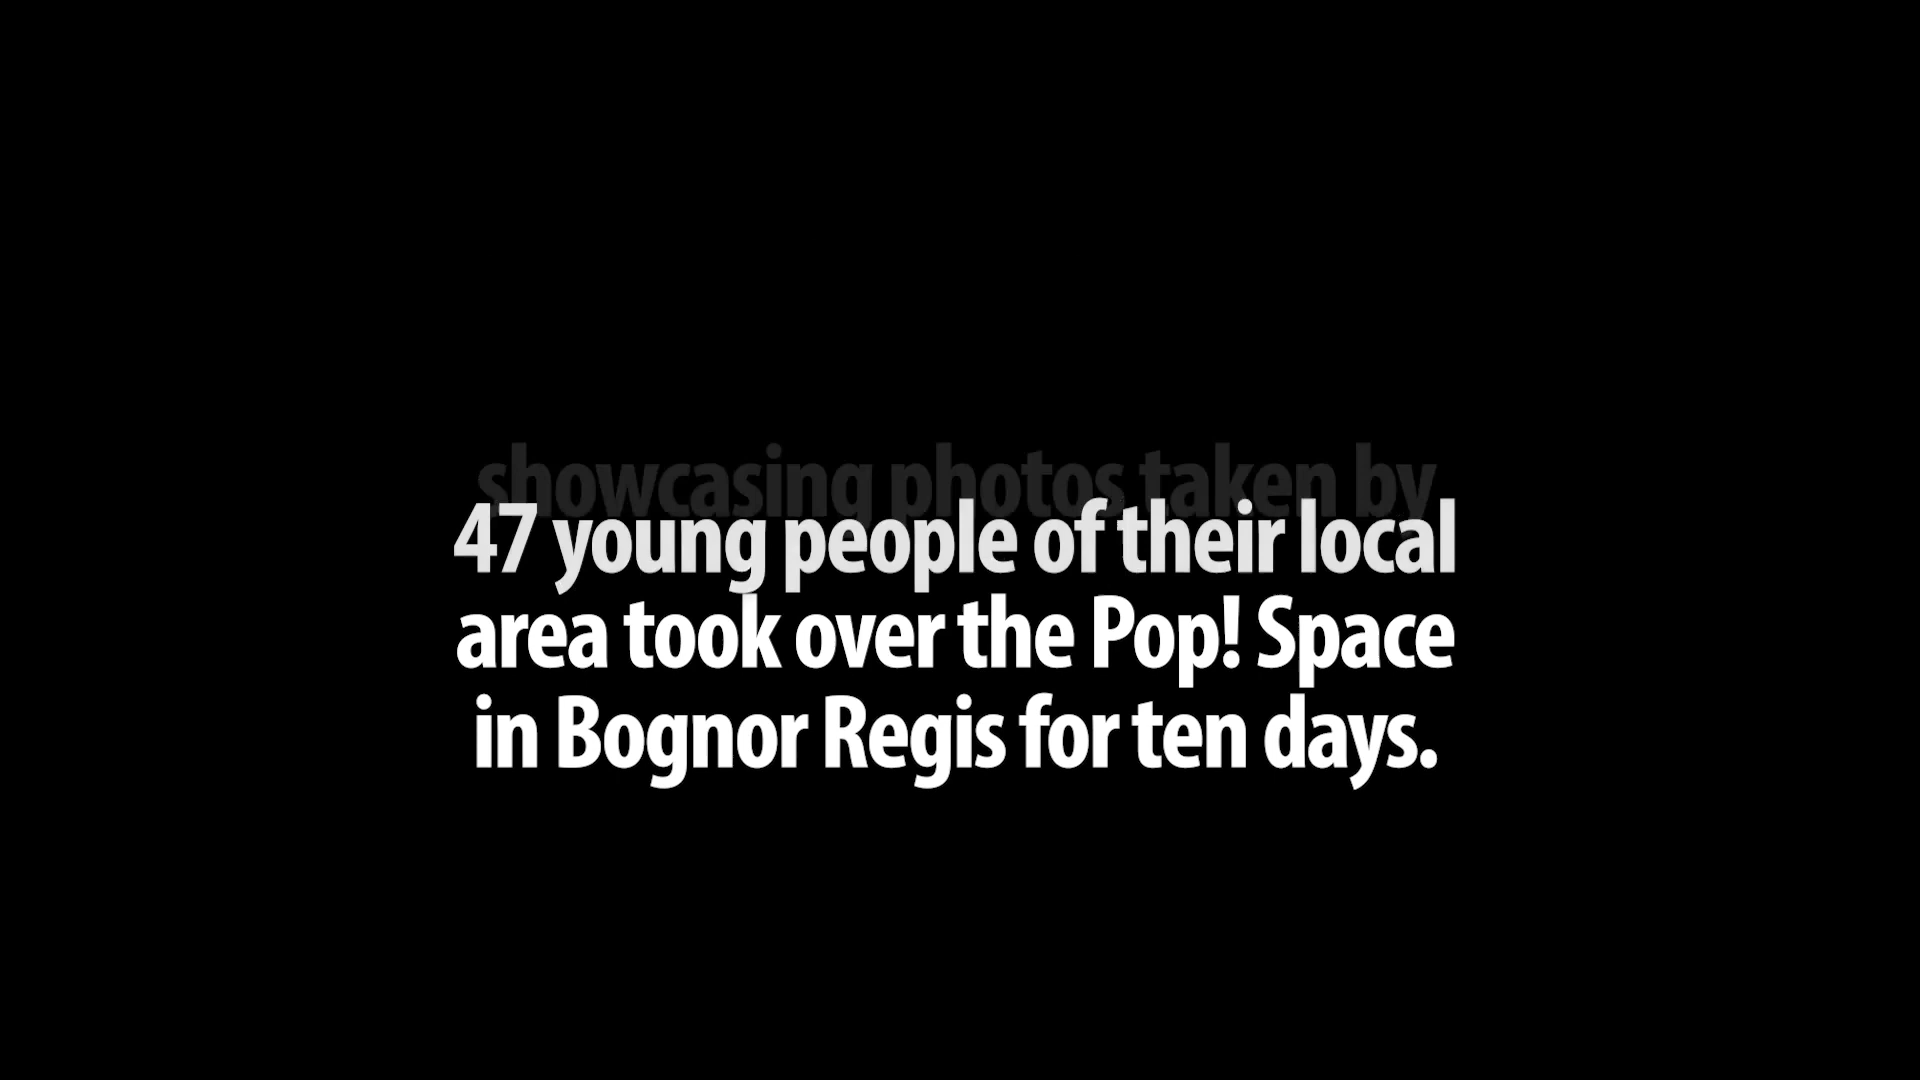 showcasing photos taken by
47 young people of their local
area took over the Pop! Space
in Bognor Regis for ten days.